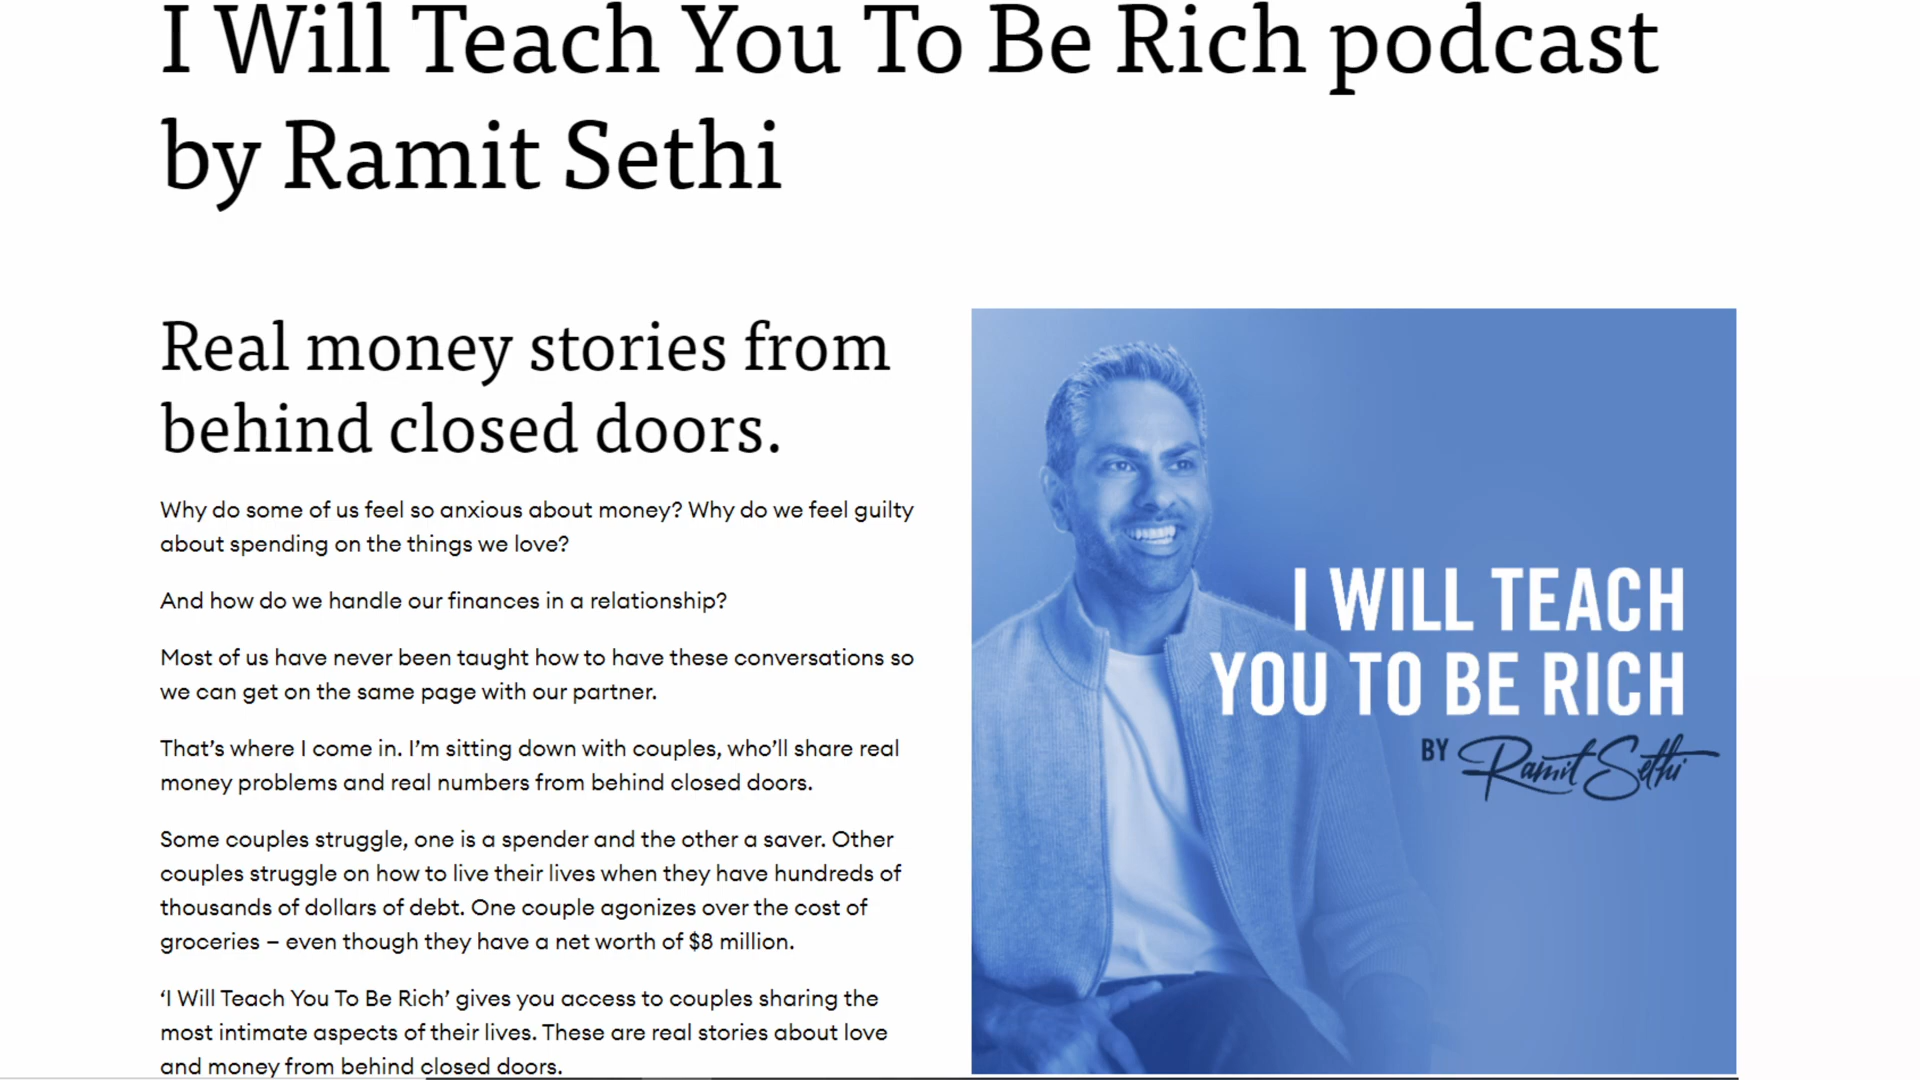 I Will Teach You To Be Rich podcast
by Ramit Sethi
Real money stories from
behind closed doors.
Why do some of us feel so anxious about money? Why do we feel guilty
about spending on the things we love?
And how do we handle our finances in a relationship?
Most of us have never been taught how to have these conversations so
we can get on the same page with our partner.
That’s where I come in. I’m sitting down with couples, who’ll share real
money problems and real numbers from behind closed doors.
Some couples struggle, one is a spender and the other a saver. Other
couples struggle on how to live their lives when they have hundreds of
thousands of dollars of debt. One couple agonizes over the cost of
groceries – even though they have a net worth of $8 million.
‘I Will Teach You To Be Rich’ gives you access to couples sharing the
most intimate aspects of their lives. These are real stories about love
and money from behind closed doors.
I WILL TEACH
YOU TO BE RICH
BY Ramit Sethi